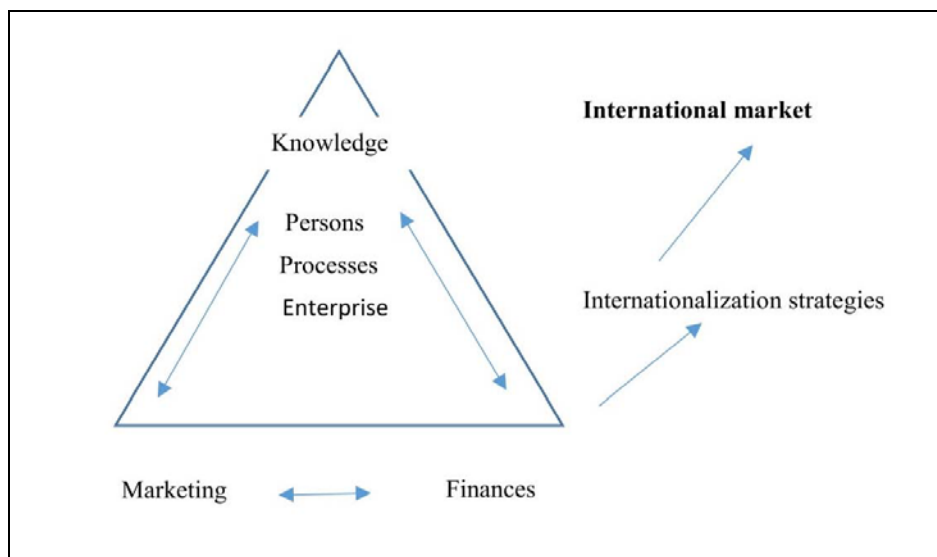 International market
Knowledge
Persons
Processes
Enterprise
Internationalization strategies
Marketing
Finances